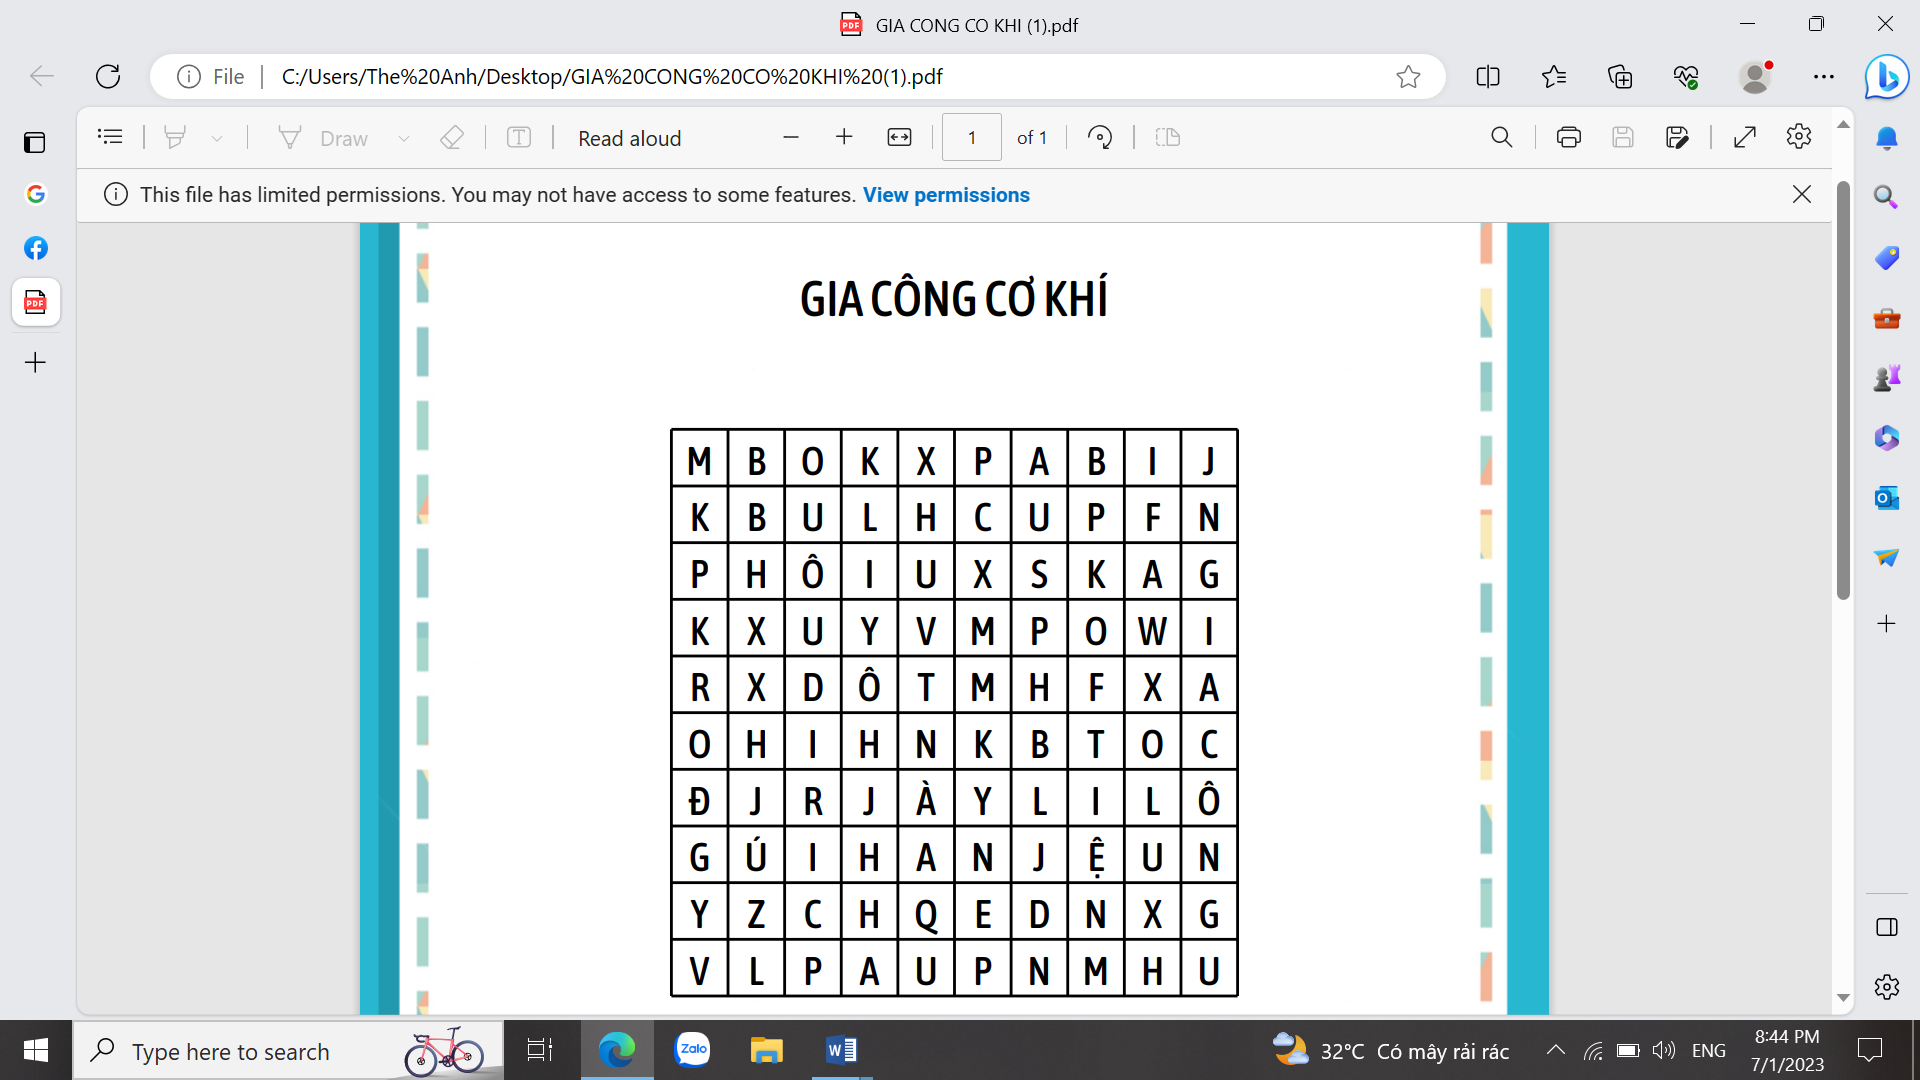 GIA CONG CO KHI (1).pdf
File C:/Users/The%20Anh/Desktop/GIA%20CONG%20CO%20KHI%20(1).pdf
Draw Read aloud 1 of 1
This file has limited permissions. You may not have access to some features. View permissions
GIA CÔNG CƠ KHÍ
M B O K X P A B I J
K B U L H C U P F N
P H Ô I U X S K A G
K X U Y V M P O W I
R X D Ô T M H F X A
O H I H N K B T O C
Đ J R J À Y L I L Ô
G Ú I H A N J Ệ U N
Y Z C H Q E D N X G
V L P A U P N M H U
Type here to search
Zalo
32°C Có mây rải rác
ENG
8:44 PM
7/1/2023